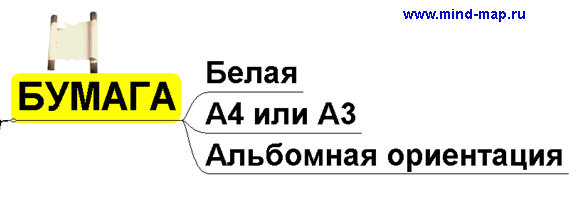 www.mind-map.ru
БУМАГА
Белая
А4 или А3
Альбомная ориентация